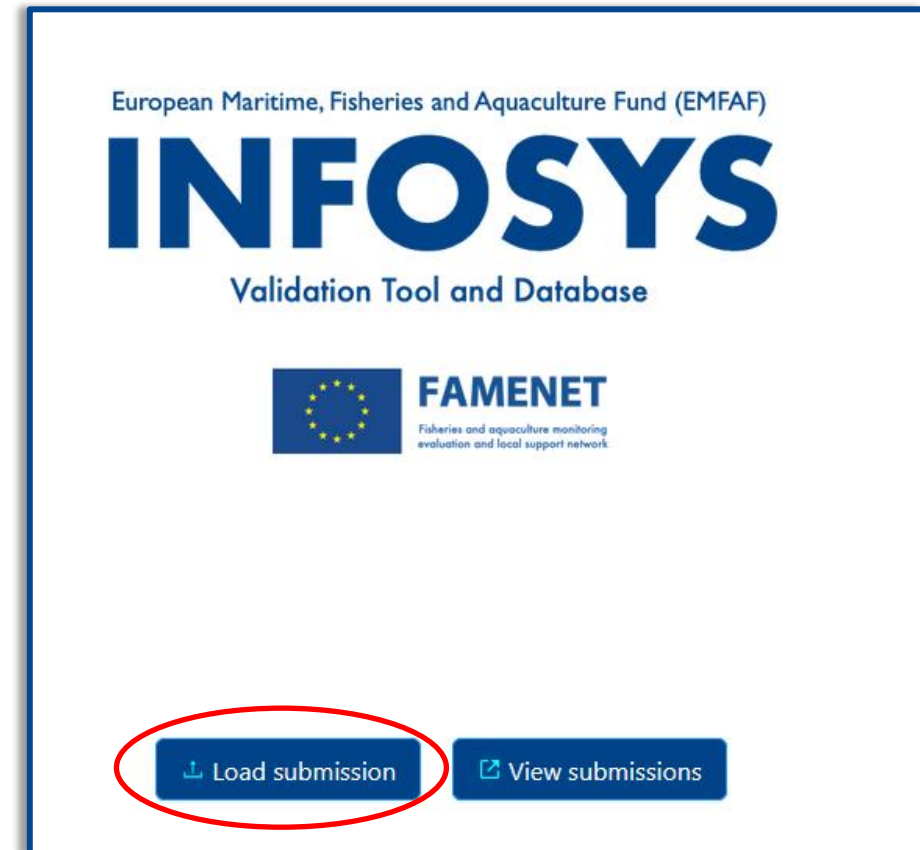 European Maritime, Fisheries and Aquaculture Fund (EMFAF)
INFOSYS
Validation Tool and Database
FAMENET
Fisheries and aquaculture monitoring
evaluation and local support network
Load submission
View submissions